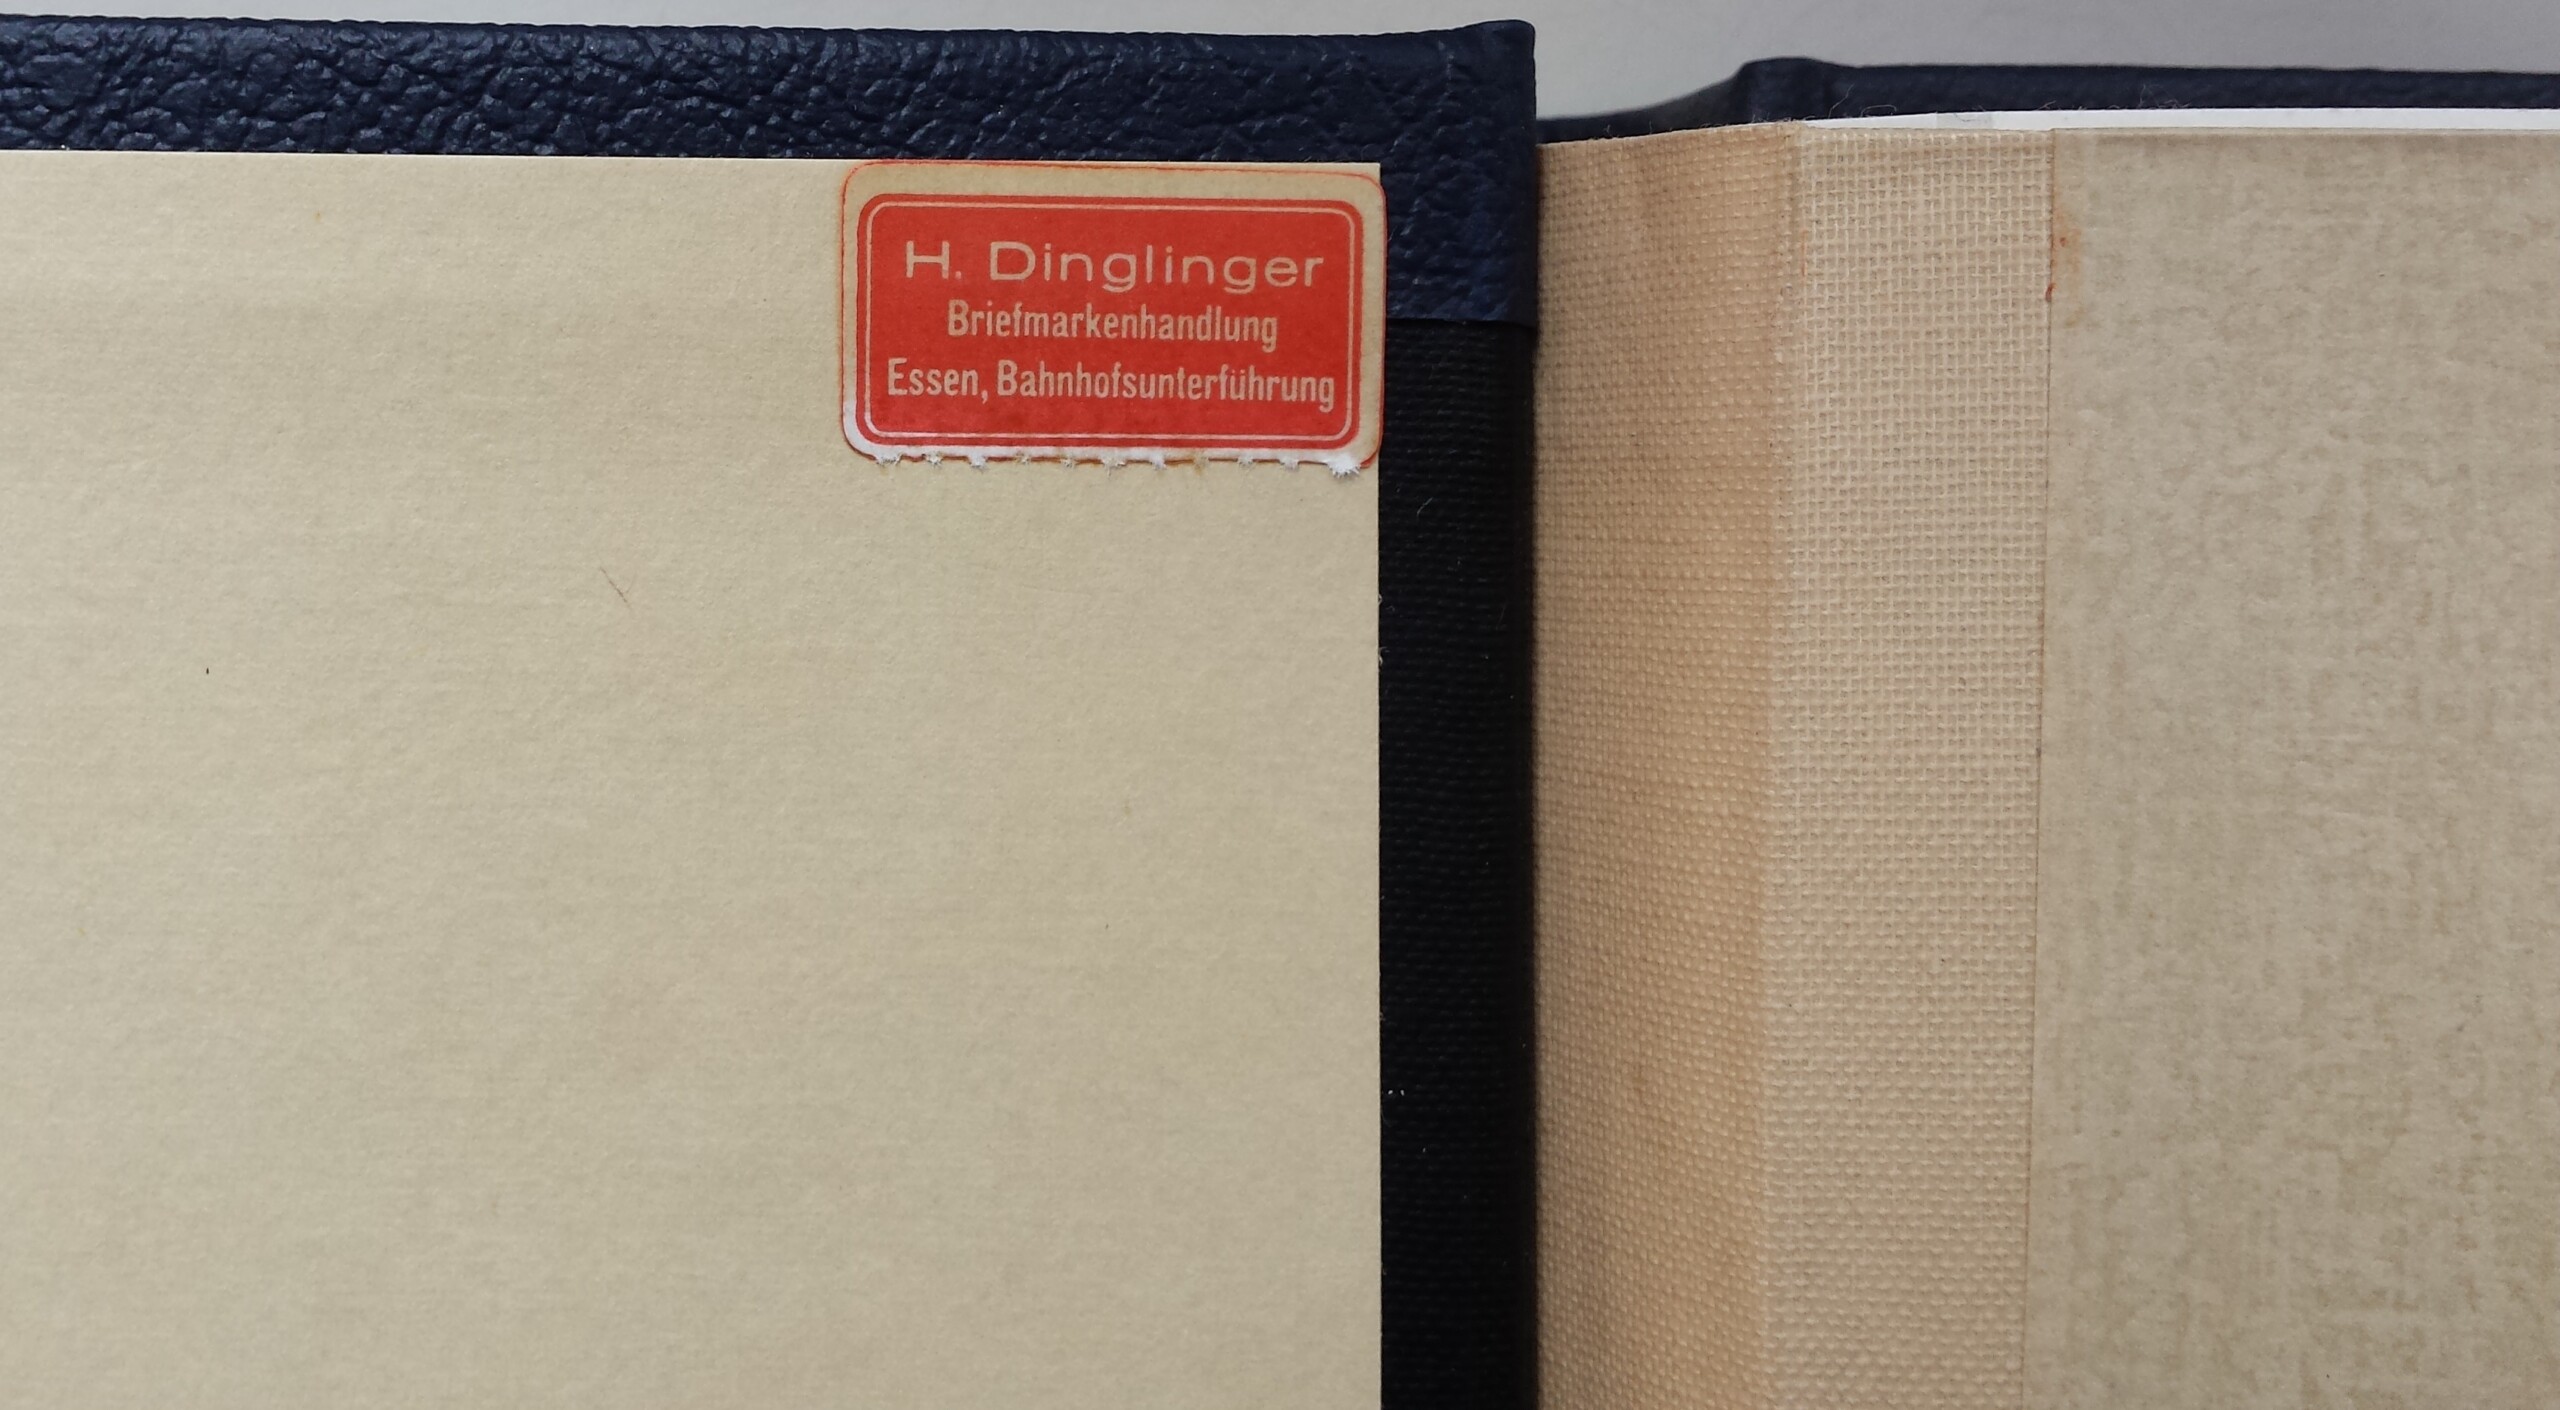 H. Dinglinger
Briefmarkenhandlung
Essen, Bahnhofsunterführung